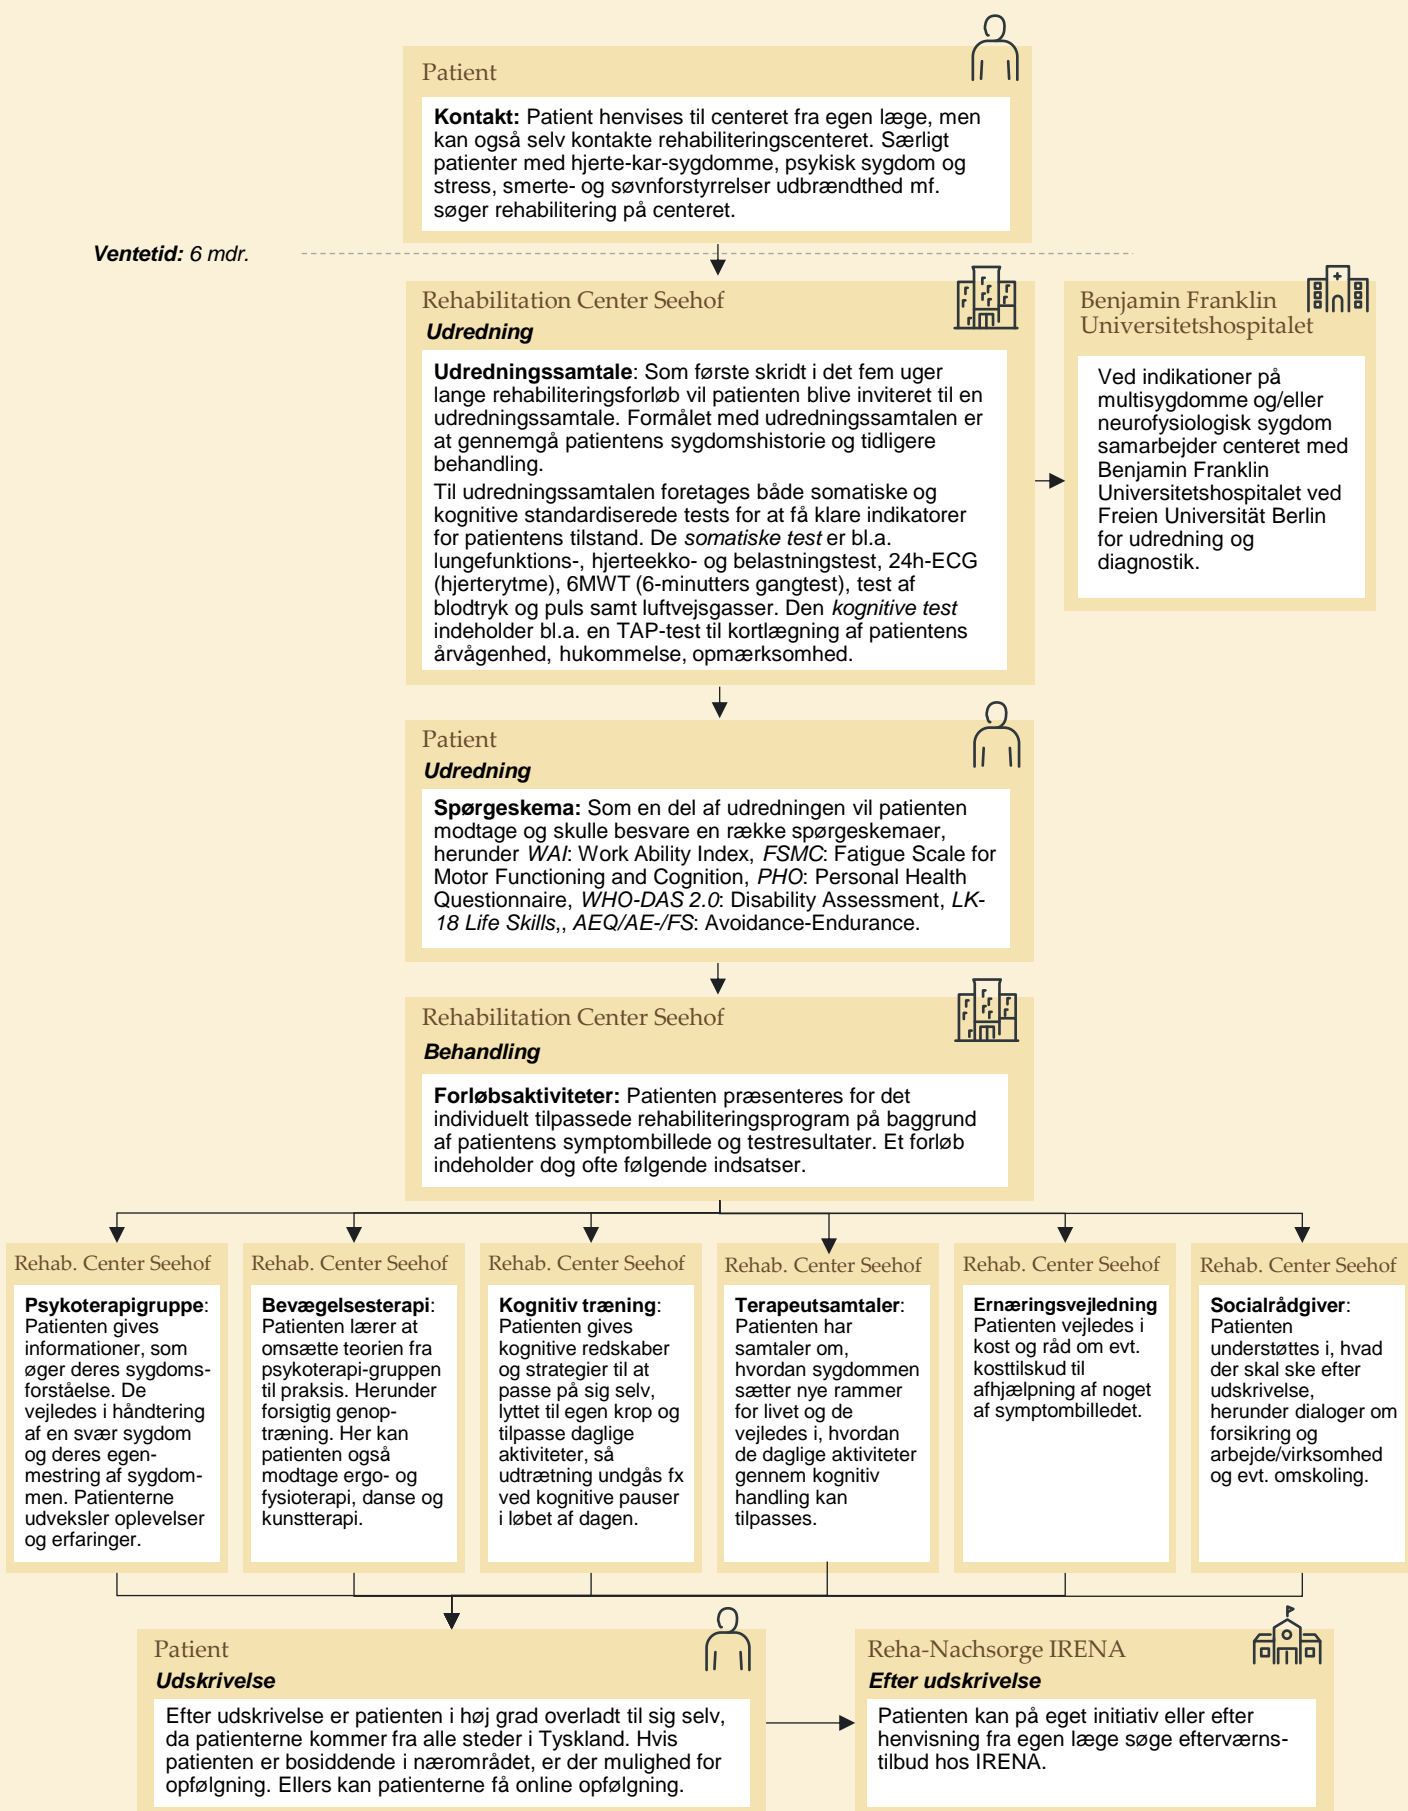 Patient
Kontakt: Patient henvises til centeret fra egen læge, men
kan også selv kontakte rehabiliteringscenteret. Særligt
patienter med hjerte-kar-sygdomme, psykisk sygdom og
stress, smerte- og søvnforstyrrelser udbrændthed mf.
søger rehabilitering på centeret.
Ventetid: 6 mdr.
Rehabilitation Center Seehof
Udredning
Udredningssamtale: Som første skridt i det fem uger
lange rehabiliteringsforløb vil patienten blive inviteret til en
udredningssamtale. Formålet med udredningssamtalen er
at gennemgå patientens sygdomshistorie og tidligere
behandling.
Til udredningssamtalen foretages både somatiske og
kognitive standardiserede tests for at få klare indikatorer
for patientens tilstand. De somatiske test er bl.a.
lungefunktions-, hjerteekko- og belastningstest, 24h-ECG
(hjerterytme), 6MWT (6-minutters gangtest), test af
blodtryk og puls samt luftvejsgasser. Den kognitive test
indeholder bl.a. en TAP-test til kortlægning af patientens
årvågenhed, hukommelse, opmærksomhed.
Benjamin Franklin
Universitetshospitalet
Ved indikationer på
multisygdomme og/eller
neurofysiologisk sygdom
samarbejder centeret med
Benjamin Franklin
Universitetshospitalet ved
Freien Universität Berlin
for udredning og
diagnostik.
Patient
Udredning
Spørgeskema: Som en del af udredningen vil patienten
modtage og skulle besvare en række spørgeskemaer,
herunder WAI: Work Ability Index, FSMC: Fatigue Scale for
Motor Functioning and Cognition, PHO: Personal Health
Questionnaire, WHO-DAS 2.0: Disability Assessment, LK-
18 Life Skills,, AEQ/AE-/FS: Avoidance-Endurance.
Rehabilitation Center Seehof
Behandling
Forløbsaktiviteter: Patienten præsenteres for det
individuelt tilpassede rehabiliteringsprogram på baggrund
af patientens symptombillede og testresultater. Et forløb
indeholder dog ofte følgende indsatser.
Rehab. Center Seehof
Psykoterapigruppe:
Patienten gives
informationer, som
øger deres sygdoms-
forståelse. De
vejledes i håndtering
af en svær sygdom
og deres egen-
mestring af sygdom-
men. Patienterne
udveksler oplevelser
og erfaringer.
Rehab. Center Seehof
Bevægelsesterapi:
Patienten lærer at
omsætte teorien fra
psykoterapi-gruppen
til praksis. Herunder
forsigtig genop-
træning. Her kan
patienten også
modtage ergo- og
fysioterapi, danse og
kunstterapi.
Rehab. Center Seehof
Kognitiv træning:
Patienten gives
kognitive redskaber
og strategier til at
passe på sig selv,
lyttet til egen krop og
tilpasse daglige
aktiviteter, så
udtrætning undgås fx
ved kognitive pauser
i løbet af dagen.
Rehab. Center Seehof
Terapeutsamtaler:
Patienten har
samtaler om,
hvordan sygdommen
sætter nye rammer
for livet og de
vejledes i, hvordan
de daglige aktiviteter
gennem kognitiv
handling kan
tilpasses.
Rehab. Center Seehof
Ernæringsvejledning
Patienten vejledes i
kost og råd om evt.
kosttilskud til
afhjælpning af noget
af symptombilledet.
Rehab. Center Seehof
Socialrådgiver:
Patienten
understøttes i, hvad
der skal ske efter
udskrivelse,
herunder dialoger om
forsikring og
arbejde/virksomhed
og evt. omskoling.
Patient
Udskrivelse
Efter udskrivelse er patienten i høj grad overladt til sig selv,
da patienterne kommer fra alle steder i Tyskland. Hvis
patienten er bosiddende i nærområdet, er der mulighed for
opfølgning. Ellers kan patienterne få online opfølgning.
Reha-Nachsorge IRENA
Efter udskrivelse
Patienten kan på eget initiativ eller efter
henvisning fra egen læge søge efterværns-
tilbud hos IRENA.